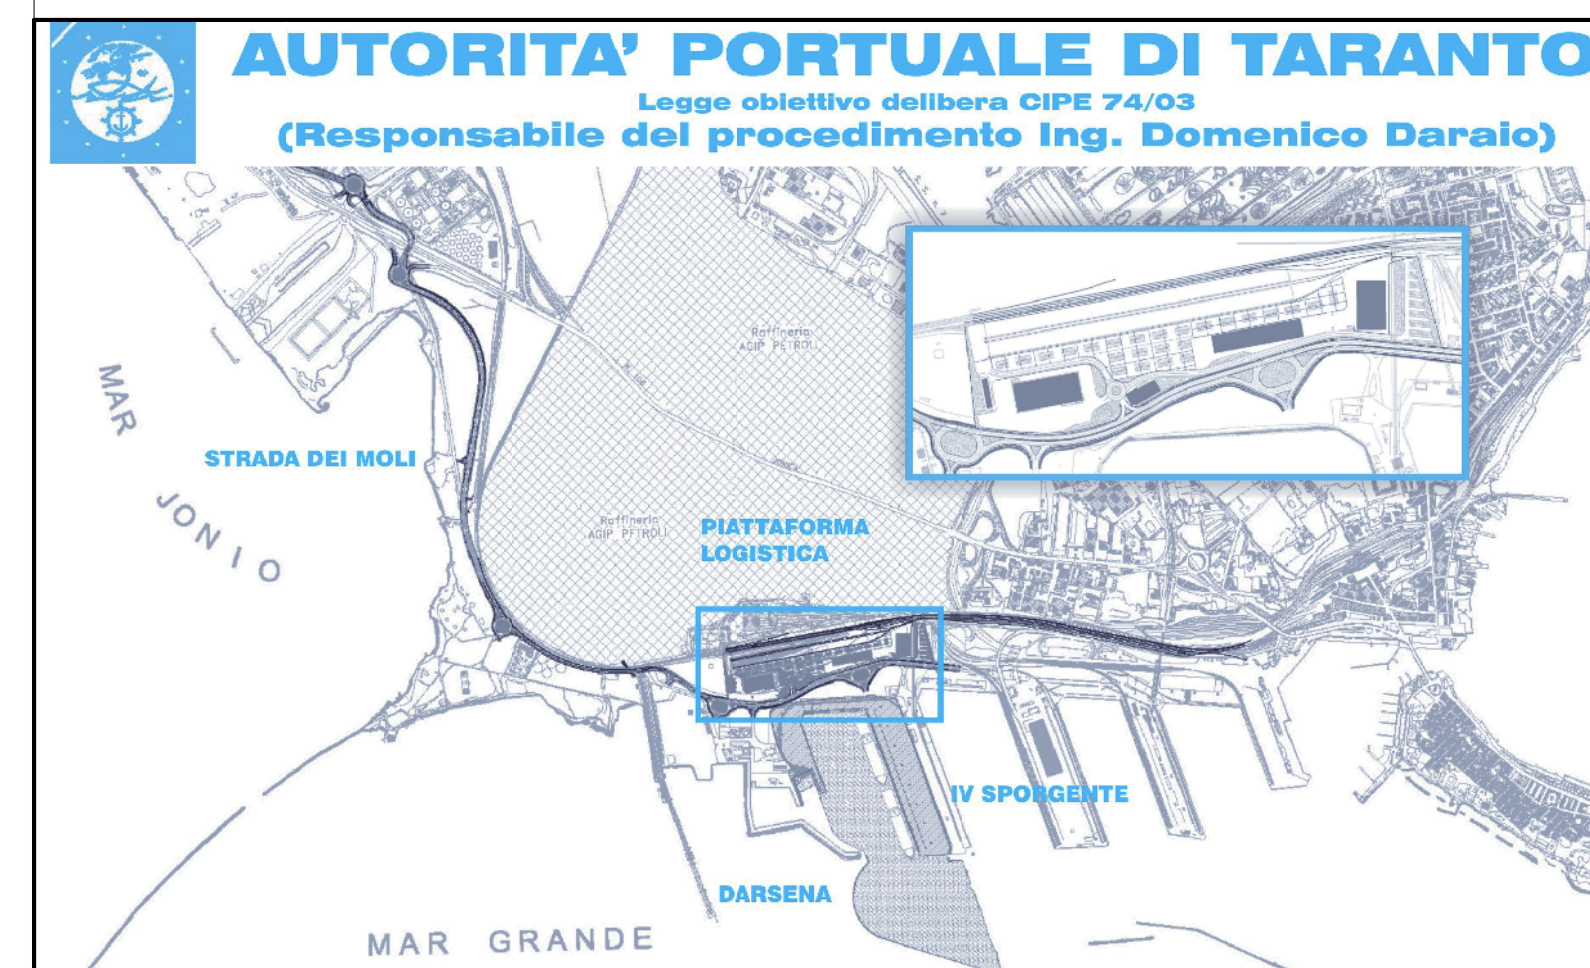 AUTORITA' PORTUALE DI TARANTO
Legge obiettivo delibera CIPE 74/03
(Responsabile del procedimento Ing. Domenico Daraio)
Raffineria
AGIP PETROLI
MAR
JONIO
STRADA DEI MOLI
Raffineria
AGIP PETROLI
PIATTAFORMA
LOGISTICA
IV SPORGENTE
DARSENA
MAR GRANDE